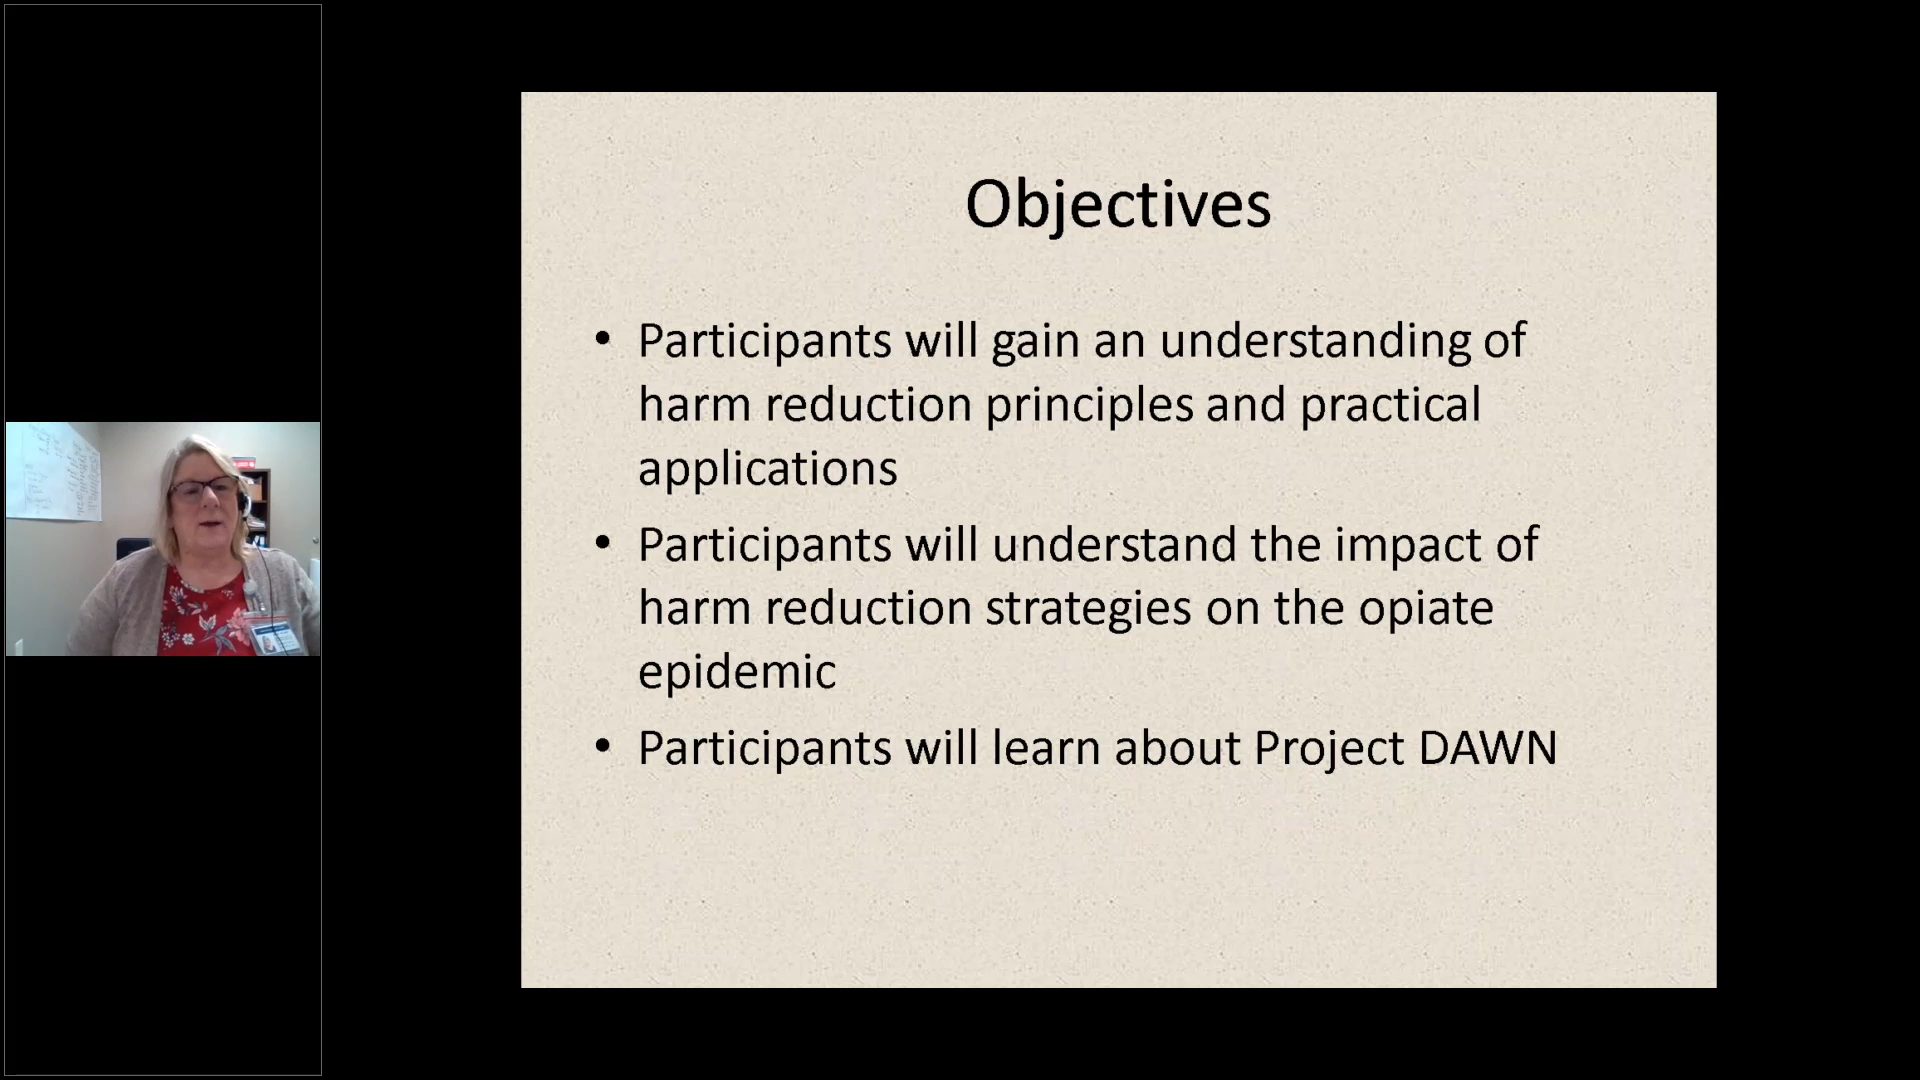 Objectives
• Participants will gain an understanding of
harm reduction principles and practical
applications
• Participants will understand the impact of
harm reduction strategies on the opiate
epidemic
• Participants will learn about Project DAWN